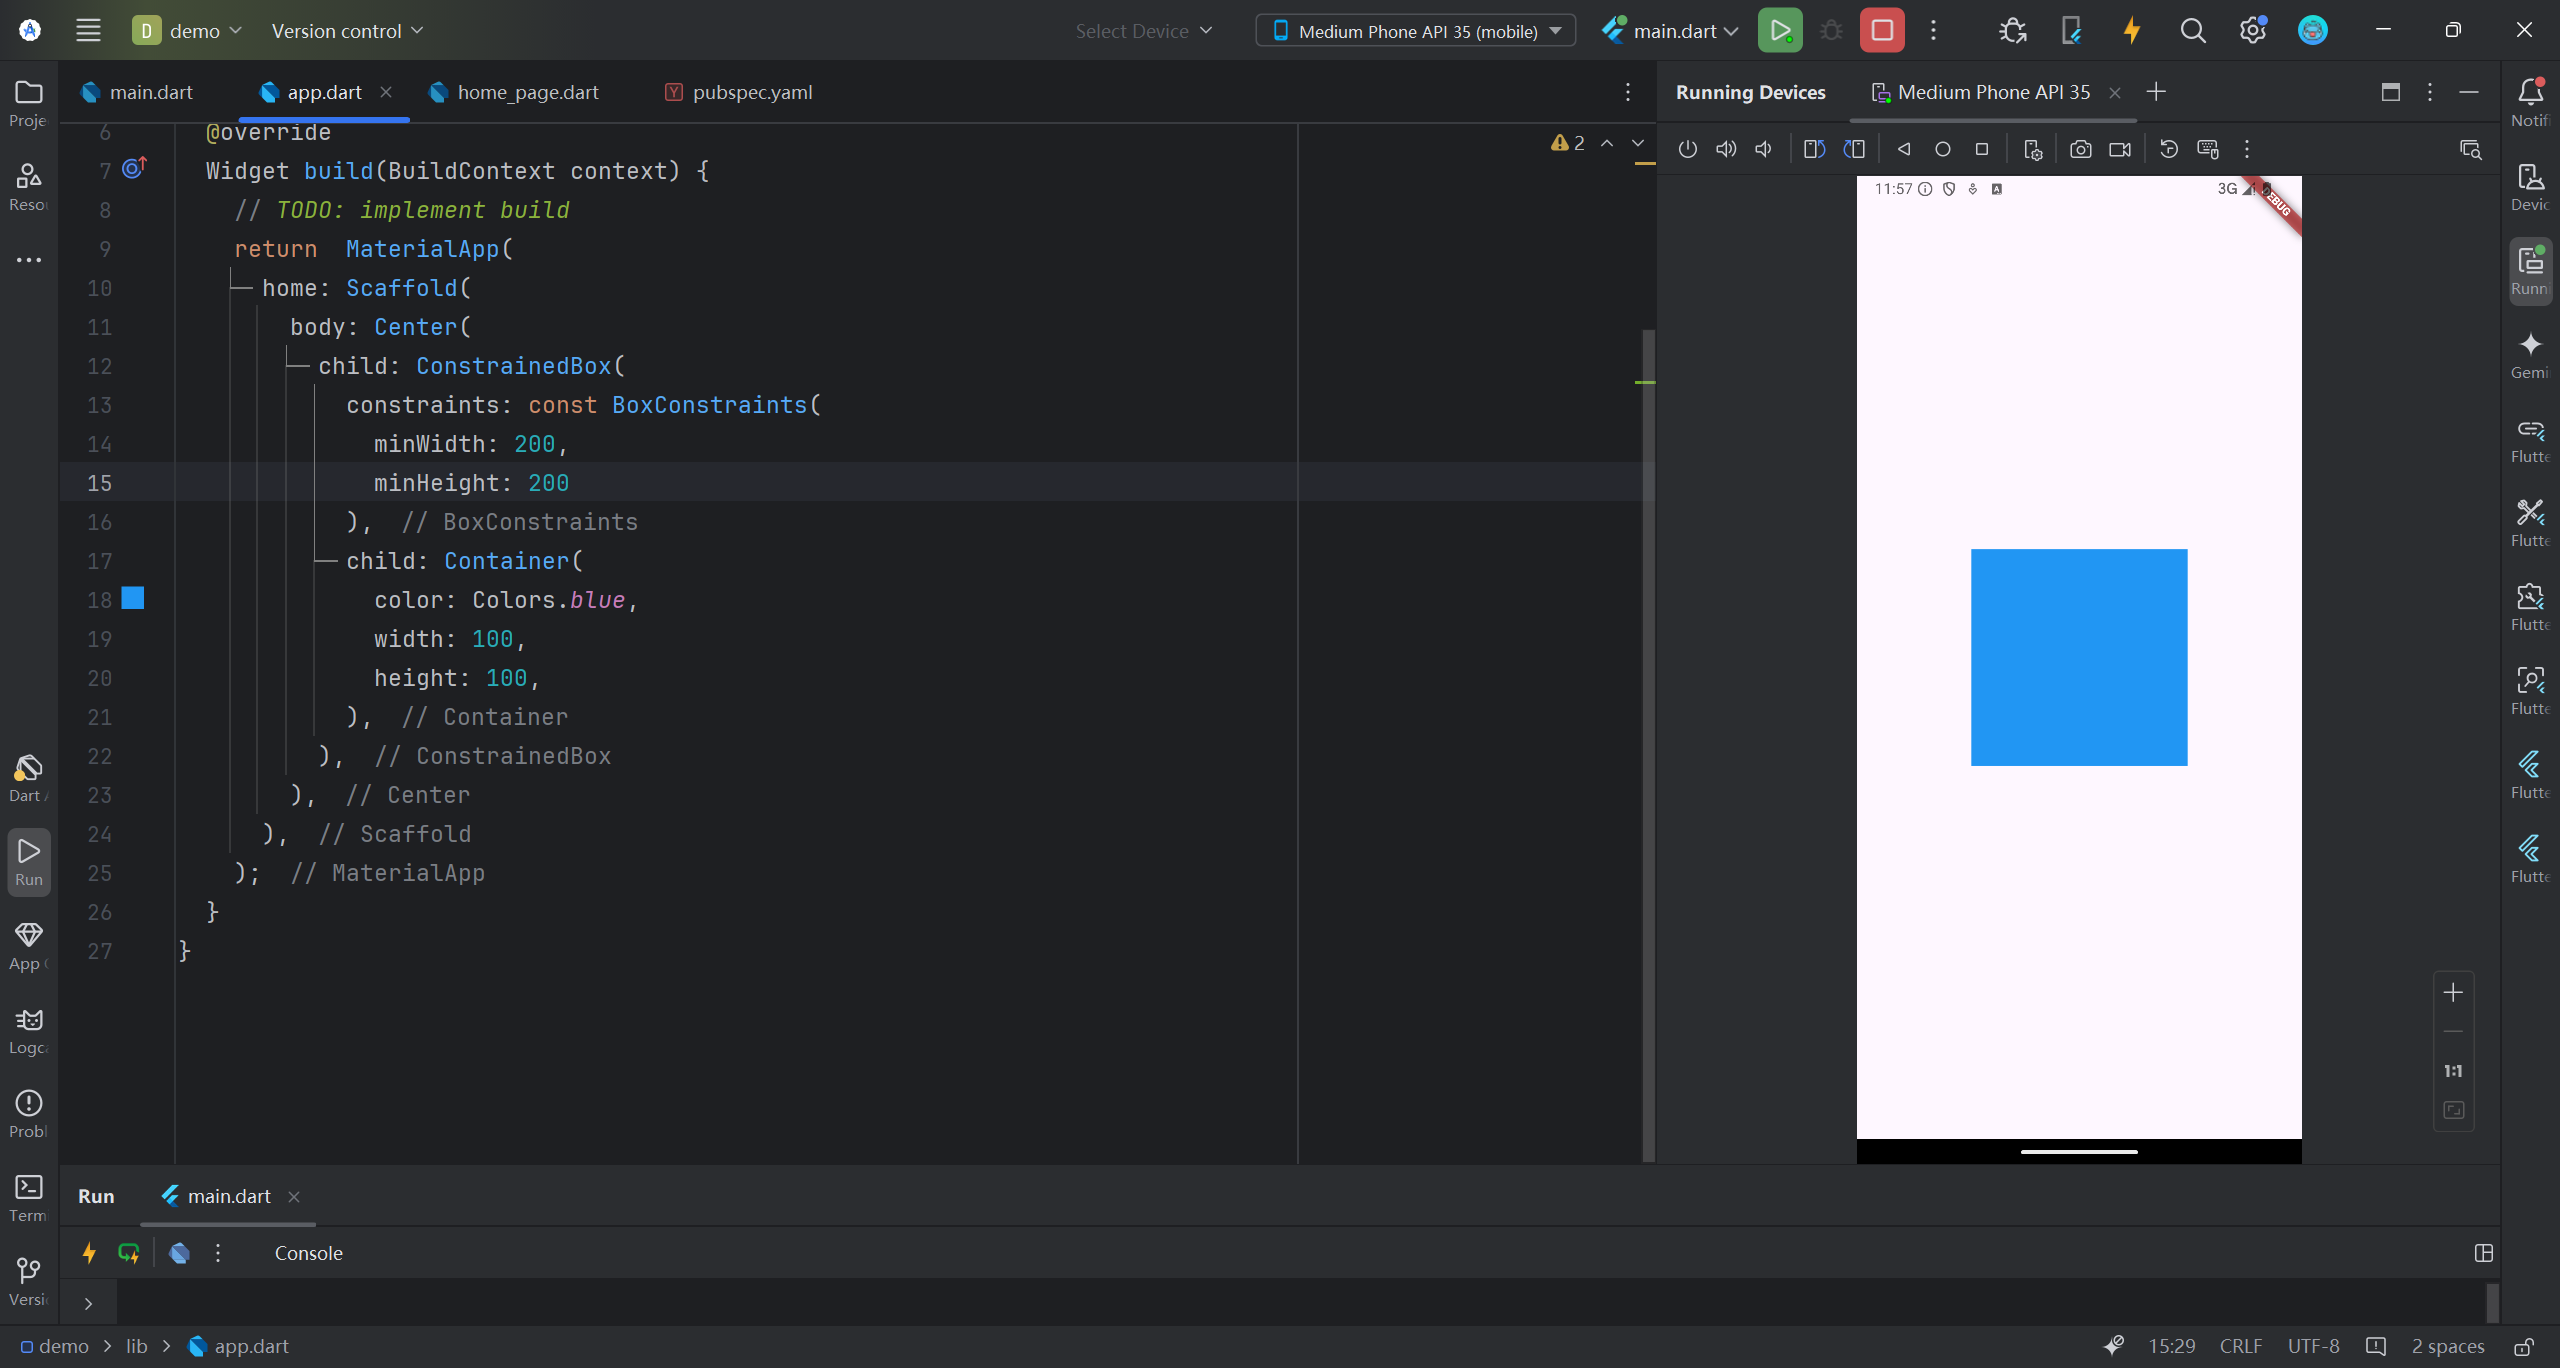 D demo Version control Select Device Medium Phone API 35 (mobile) main.dart
main.dart app.dart home_page.dart pubspec.yaml
Running Devices Medium Phone API 35
2
6 @override
7 Widget build(BuildContext context) {
8 // TODO: implement build
9 return  MaterialApp(
10 home: Scaffold(
11 body: Center(
12 child: ConstrainedBox(
13 constraints: const BoxConstraints(
14 minWidth: 200,
15 minHeight: 200
16 ),  // BoxConstraints
17 child: Container(
18 color: Colors.blue,
19 width: 100,
20 height: 100,
21 ),  // Container
22 ),  // ConstrainedBox
23 ),  // Center
24 ),  // Scaffold
25 );  // MaterialApp
26 }
27 }
11:57
3G
1:1
Proje
Resou
Dart A
Run
App
Logca
Probl
Term
Versi
Notifi
Devic
Runn
Gemi
Flutte
Flutte
Flutte
Flutte
Flutte
Flutte
Run main.dart
Console
demo > lib > app.dart
15:29 CRLF UTF-8 2 spaces